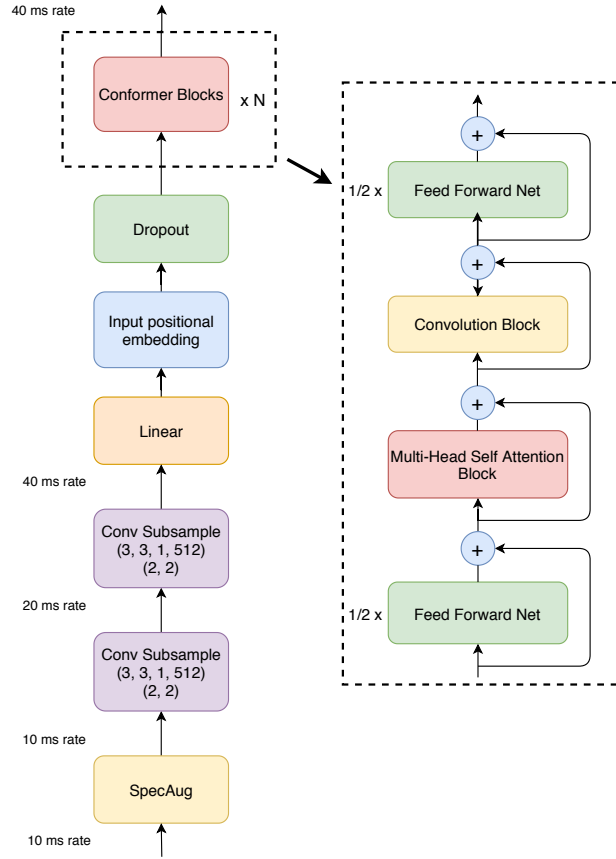 40 ms rate
Conformer Blocks
x N
Dropout
Input positional
embedding
Linear
40 ms rate
Conv Subsample
(3, 3, 1, 512)
(2, 2)
20 ms rate
Conv Subsample
(3, 3, 1, 512)
(2, 2)
10 ms rate
SpecAug
10 ms rate
+
1/2 x
Feed Forward Net
+
Convolution Block
+
Multi-Head Self Attention
Block
+
1/2 x
Feed Forward Net